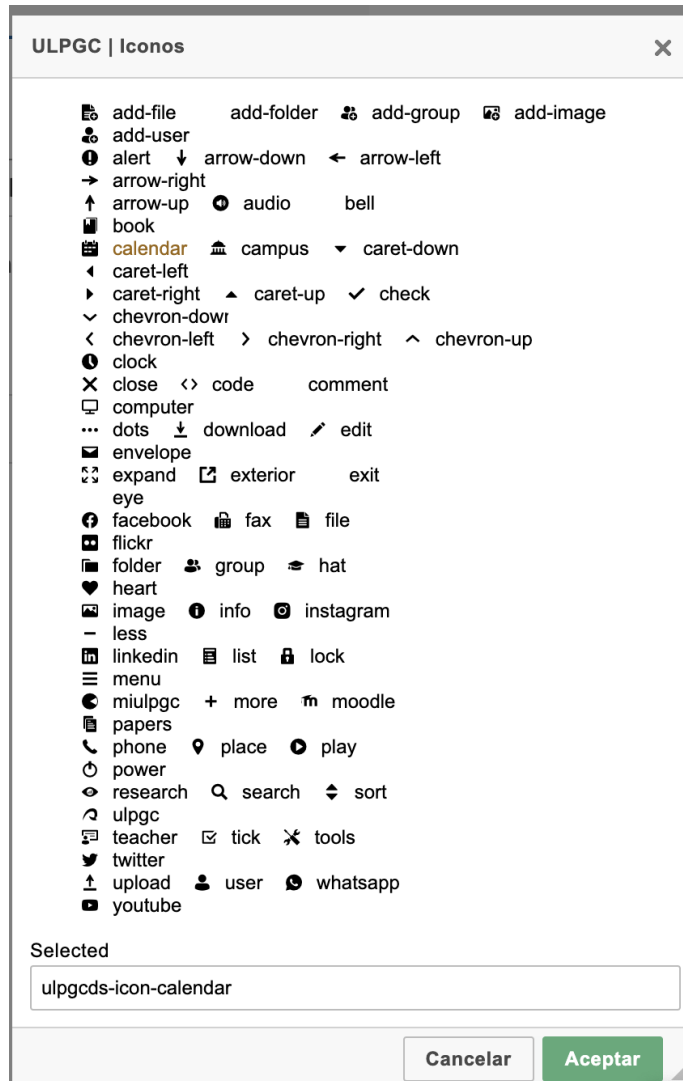 ULPGC | Iconos
add-file add-folder add-group add-image
add-user
alert arrow-down arrow-left
arrow-right
arrow-up audio bell
book
calendar campus caret-down
caret-left
caret-right caret-up check
chevron-down
chevron-left chevron-right chevron-up
clock
close code comment
computer
dots download edit
envelope
expand exterior exit
eye
facebook fax file
flickr
folder group hat
heart
image info instagram
less
linkedin list lock
menu
miulpgc more moodle
papers
phone place play
power
research search sort
ulpgc
teacher tick tools
twitter
upload user whatsapp
youtube
Selected
ulpgcds-icon-calendar
Cancelar Aceptar